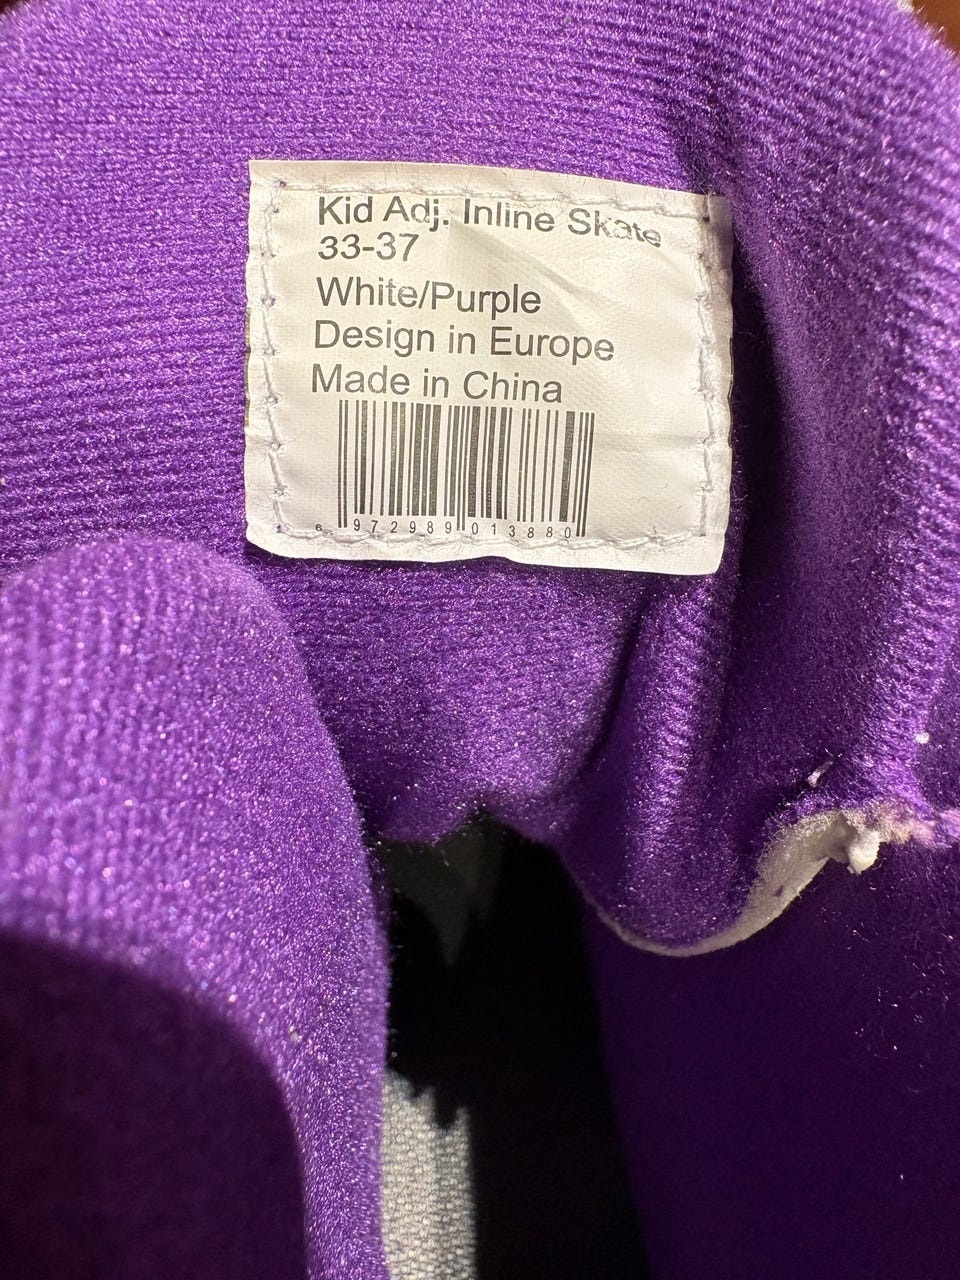 Kid Adj. Inline Skate
33-37
White/Purple
Design in Europe
Made in China
6 972989 013880